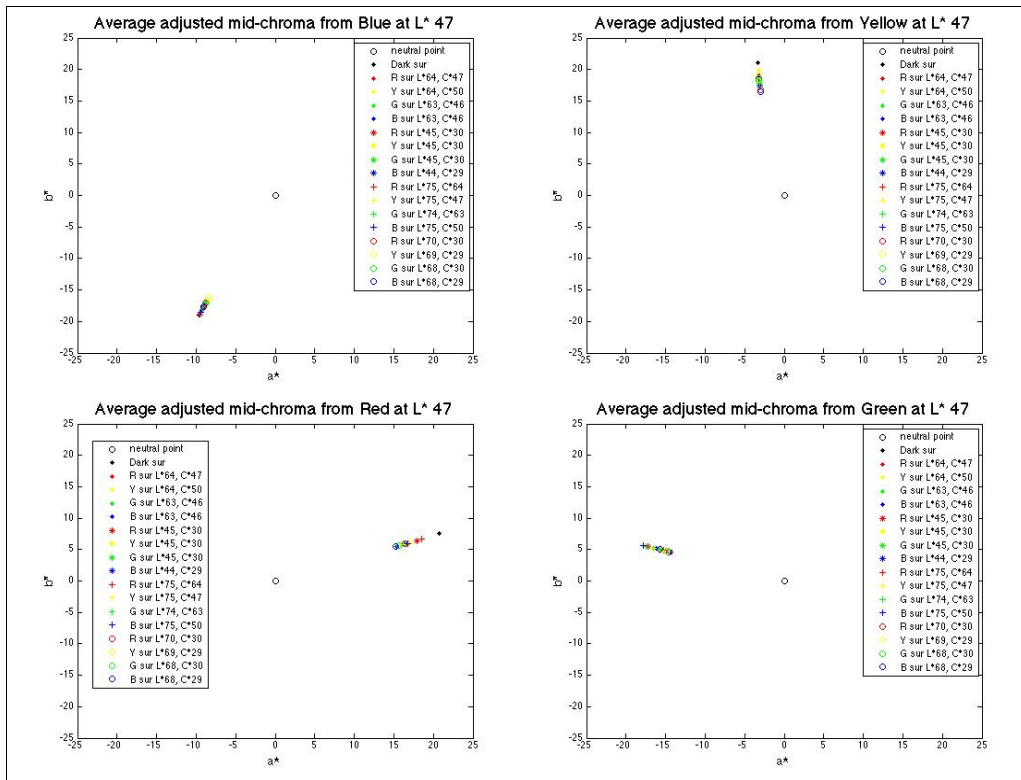 Average adjusted mid-chroma from Blue at L* 47
25
20
15
10
5
0
-5
-10
-15
-20
-25
b*
-25 -20 -15 -10 -5 0 5 10 15 20 25
a*
neutral point
Dark sur
R sur L*64, C*47
Y sur L*64, C*50
G sur L*63, C*46
B sur L*63, C*46
R sur L*45, C*30
Y sur L*45, C*30
G sur L*45, C*30
B sur L*44, C*29
R sur L*75, C*64
Y sur L*75, C*47
G sur L*74, C*63
B sur L*75, C*50
R sur L*70, C*30
Y sur L*69, C*29
G sur L*68, C*30
B sur L*68, C*29
Average adjusted mid-chroma from Yellow at L* 47
25
20
15
10
5
0
-5
-10
-15
-20
-25
b*
-25 -20 -15 -10 -5 0 5 10 15 20 25
a*
neutral point
Dark sur
R sur L*64, C*47
Y sur L*64, C*50
G sur L*63, C*46
B sur L*63, C*46
R sur L*45, C*30
Y sur L*45, C*30
G sur L*45, C*30
B sur L*44, C*29
R sur L*75, C*64
Y sur L*75, C*47
G sur L*74, C*63
B sur L*75, C*50
R sur L*70, C*30
Y sur L*69, C*29
G sur L*68, C*30
B sur L*68, C*29
Average adjusted mid-chroma from Red at L* 47
25
20
15
10
5
0
-5
-10
-15
-20
-25
b*
-25 -20 -15 -10 -5 0 5 10 15 20 25
a*
neutral point
Dark sur
R sur L*64, C*47
Y sur L*64, C*50
G sur L*63, C*46
B sur L*63, C*46
R sur L*45, C*30
Y sur L*45, C*30
G sur L*45, C*30
B sur L*44, C*29
R sur L*75, C*64
Y sur L*75, C*47
G sur L*74, C*63
B sur L*75, C*50
R sur L*70, C*30
Y sur L*69, C*29
G sur L*68, C*30
B sur L*68, C*29
Average adjusted mid-chroma from Green at L* 47
25
20
15
10
5
0
-5
-10
-15
-20
-25
b*
-25 -20 -15 -10 -5 0 5 10 15 20 25
a*
neutral point
Dark sur
R sur L*64, C*47
Y sur L*64, C*50
G sur L*63, C*46
B sur L*63, C*46
R sur L*45, C*30
Y sur L*45, C*30
G sur L*45, C*30
B sur L*44, C*29
R sur L*75, C*64
Y sur L*75, C*47
G sur L*74, C*63
B sur L*75, C*50
R sur L*70, C*30
Y sur L*69, C*29
G sur L*68, C*30
B sur L*68, C*29